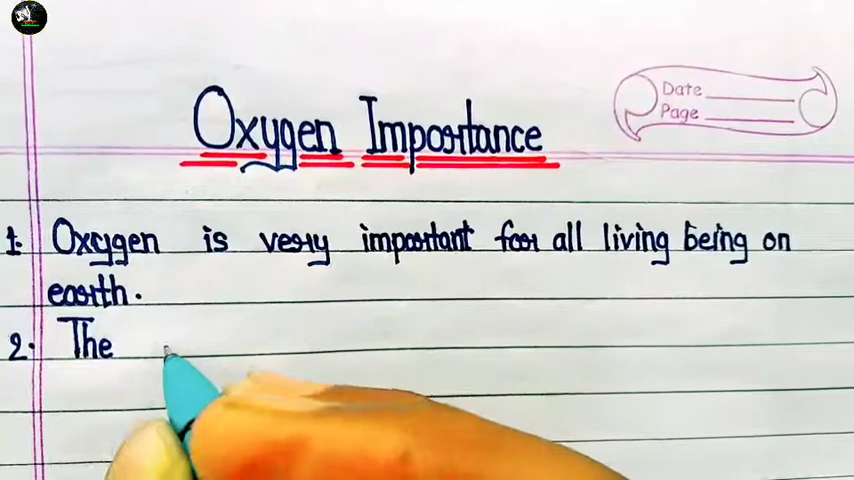 Oxygen Importance
Date
Page
1. Oxygen is very important for all living being on
earth.
2. The